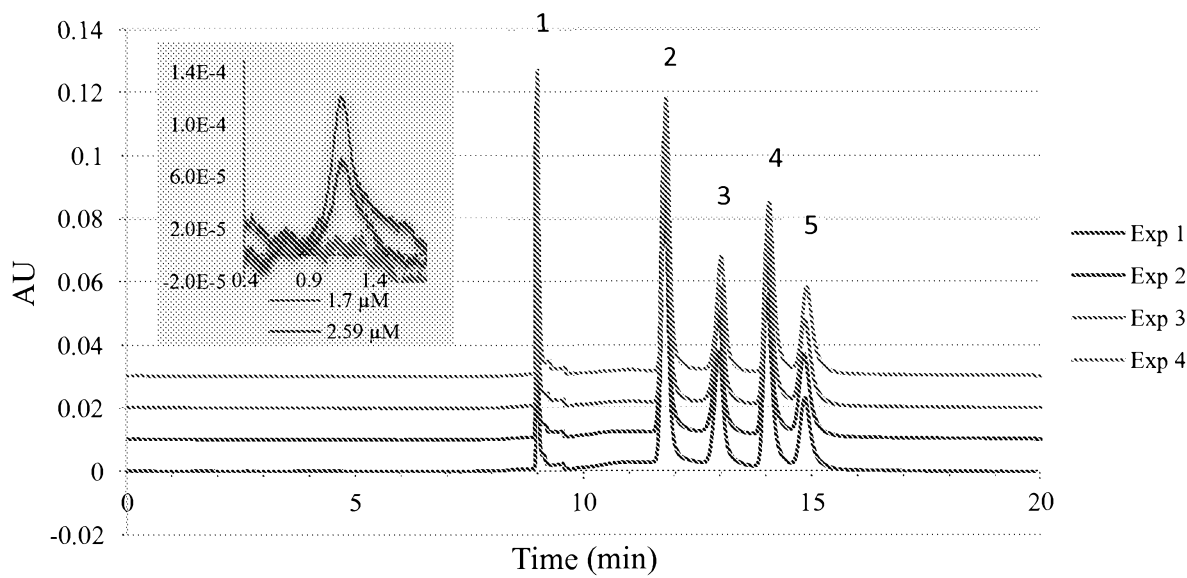 0.14
0.12
0.1
0.08
0.06
0.04
0.02
0
-0.02
AU
1
2
3
4
5
1.4E-4
1.0E-4
6.0E-5
2.0E-5
-2.0E-5
0.4 0.9 1.4
1.7 µM
2.59 µM
Exp 1
Exp 2
Exp 3
Exp 4
0 5 10 15 20
Time (min)